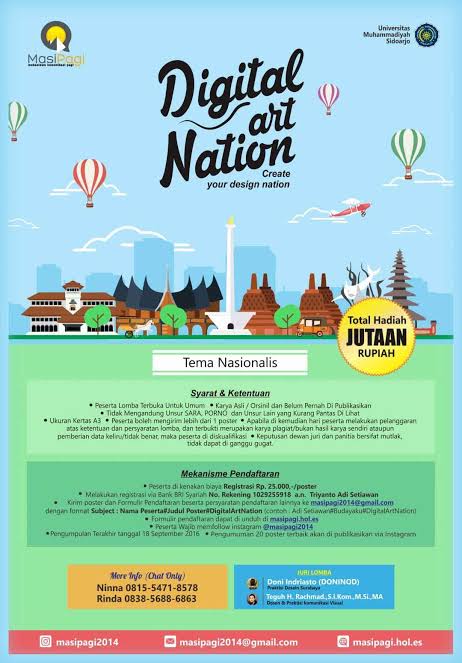 MasiPagi
mahasiswa komunikasi pagi
Universitas
Muhammadiyah
Sidoarjo
Digital
art
Nation
Create
your design nation
Total Hadiah
JUTAAN
RUPIAH
Tema Nasionalis
Syarat & Ketentuan
• Peserta Lomba Terbuka Untuk Umum • Karya Asli / Orsinil dan Belum Pernah Di Publikasikan
• Tidak Mengandung Unsur SARA, PORNO dan Unsur Lain yang Kurang Pantas Di Lihat
• Ukuran Kertas A3 • Peserta boleh mengirim lebih dari 1 poster • Apabila di kemudian hari peserta melakukan pelanggaran
atas ketentuan dan persyaratan lomba, dan terbukti merupakan karya plagiat/bukan hasil karya sendiri ataupun
pemberian data keliru/tidak benar, maka peserta di diskualifikasi • Keputusan dewan juri dan panitia bersifat mutlak,
tidak dapat di ganggu gugat.
Mekanisme Pendaftaran
• Peserta di kenakan biaya Registrasi Rp. 25.000,-/poster
• Melakukan registrasi via Bank BRI Syariah No. Rekening 1029255918 a.n. Triyanto Adi Setiawan
• Kirim poster dan Formulir Pendaftaran beserta persyaratan pendaftaran lainnya ke masipagi2014@gmail.com
dengan format Subject : Nama Peserta#Judul Poster#DigitalArtNation (contoh : Adi Setiawan#Budayaku#DigitalArtNation)
• Formulir pendaftaran dapat di unduh di masipagi.hol.es
• Peserta Wajib memfollow instagram @masipagi2014
• Pengumpulan Terakhir tanggal 18 September 2016 • Pengumuman 20 poster terbaik akan di publikasikan via Instagram
More Info (Chat Only)
Ninna 0815-5471-8578
Rinda 0838-5688-6863
JURI LOMBA
Doni Indriasto (DONINOD)
Praktisi Desain Surabaya
Teguh H. Rachmad.,S.I.Kom.,M.Si.,MA
Dosen & Praktisi Komunikasi Visual
masipagi2014
masipagi2014@gmail.com
masipagi.hol.es